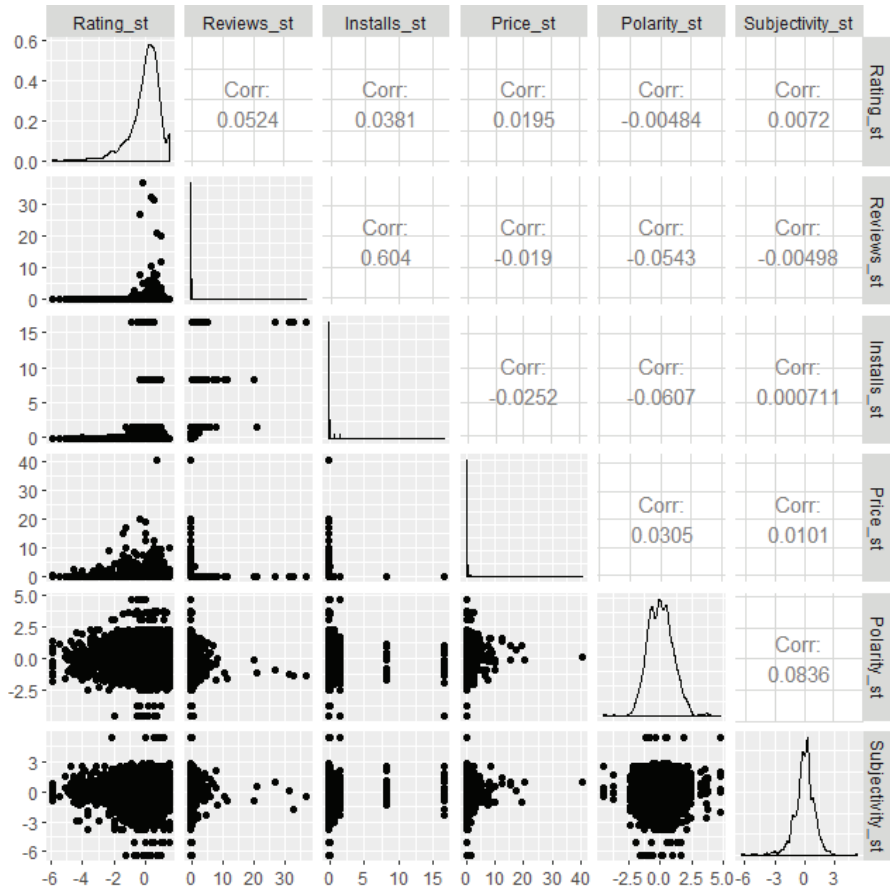 Rating_st Reviews_st Installs_st Price_st Polarity_st Subjectivity_st
0.6
0.4
0.2
0.0
Corr:
0.0524
Corr:
0.0381
Corr:
0.0195
Corr:
-0.00484
Corr:
0.0072
Rating_st
30
20
10
0
Corr:
0.604
Corr:
-0.019
Corr:
-0.0543
Corr:
-0.00498
Reviews_st
15
10
5
0
Corr:
-0.0252
Corr:
-0.0607
Corr:
0.000711
Installs_st
40
30
20
10
0
Corr:
0.0305
Corr:
0.0101
Price_st
5.0
2.5
0.0
-2.5
Corr:
0.0836
Polarity_st
3
0
-3
-6
Subjectivity_st
-6 -4 -2 0 0 10 20 30 0 5 10 15 0 10 20 30 40 -2.5 0.0 2.5 5.0 -6 -3 0 3